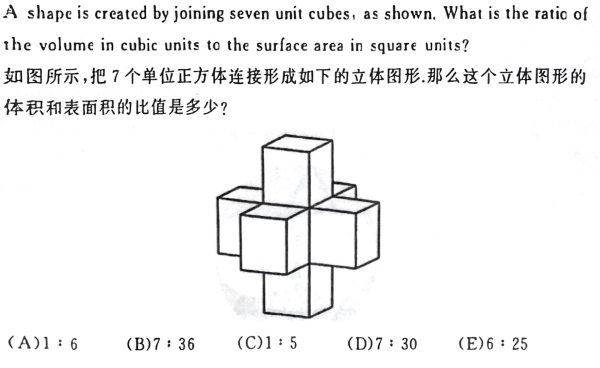 A shape is created by joining seven unit cubes, as shown. What is the ratio of
the volume in cubic units to the surface area in square units?
如图所示,把 7 个单位正方体连接形成如下的立体图形.那么这个立体图形的
体积和表面积的比值是多少?
(A)1:6 (B)7:36 (C)1:5 (D)7:30 (E)6:25